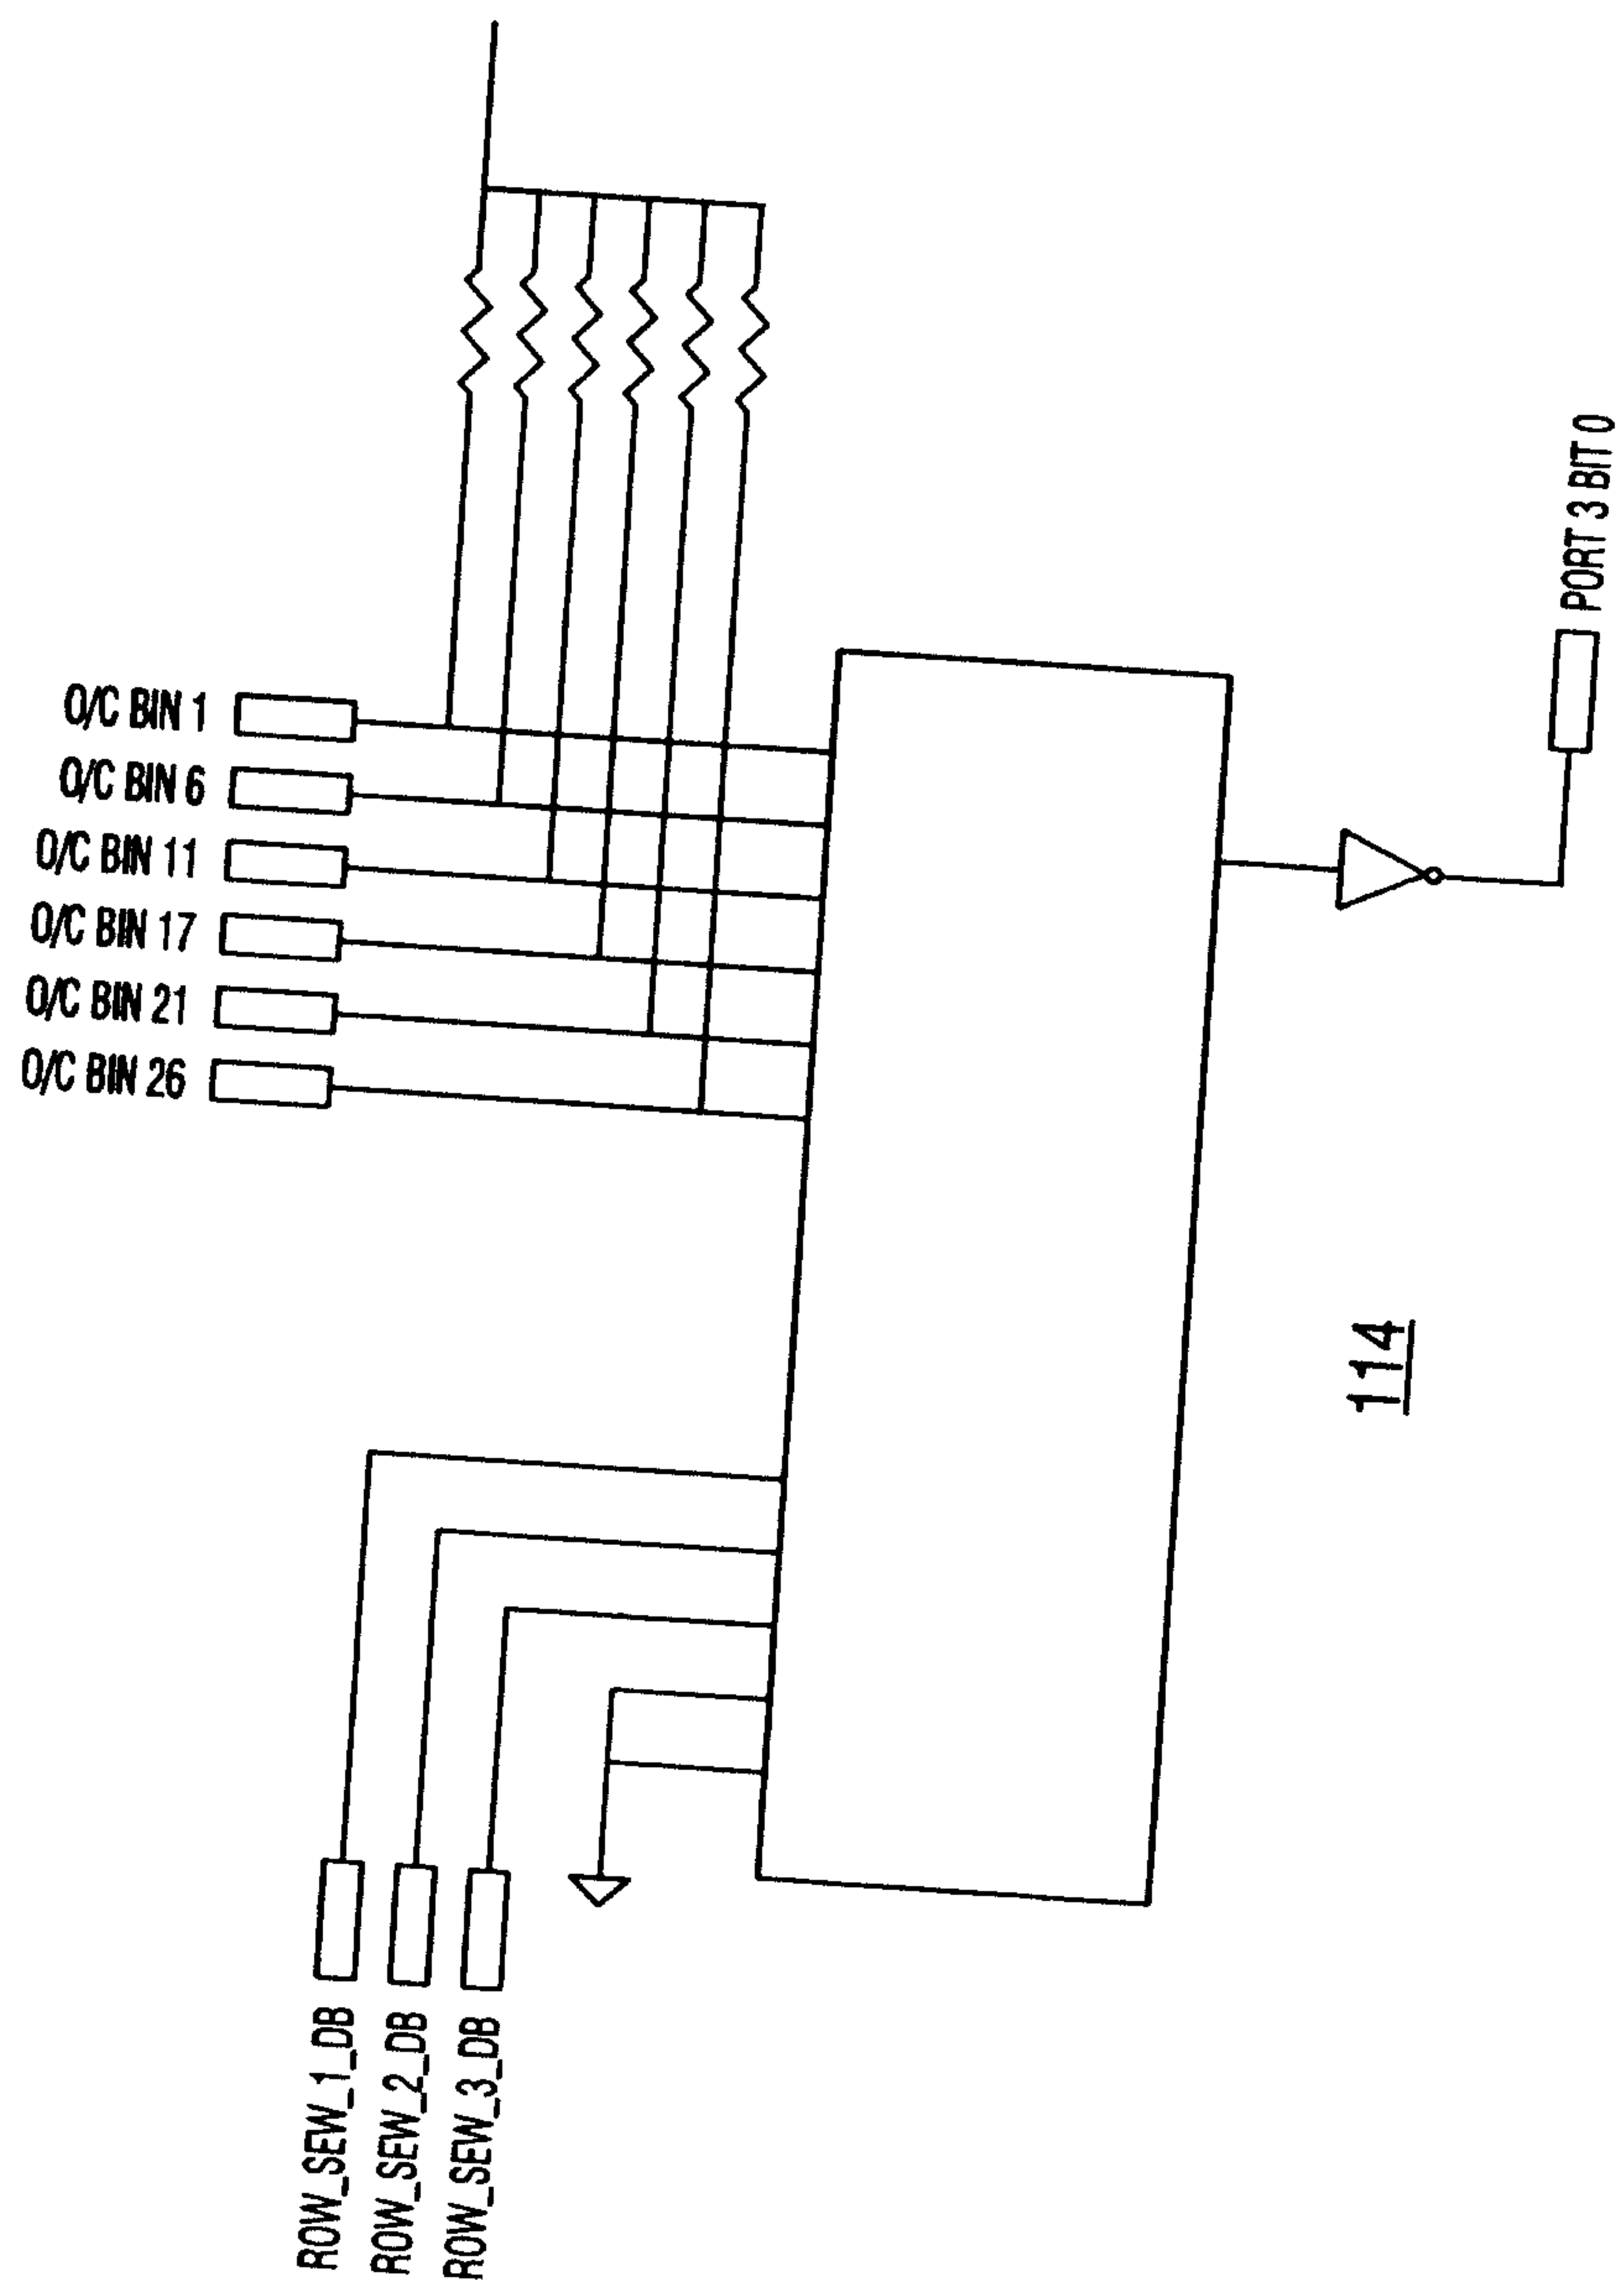 O/C BIN 1
O/C BIN 6
O/C BIN 11
O/C BIN 17
O/C BIN 21
O/C BIN 26
PORT 3 BIT 0
114
ROW_SEW_1_DB
ROW_SEW_2_DB
ROW_SEW_3_DB